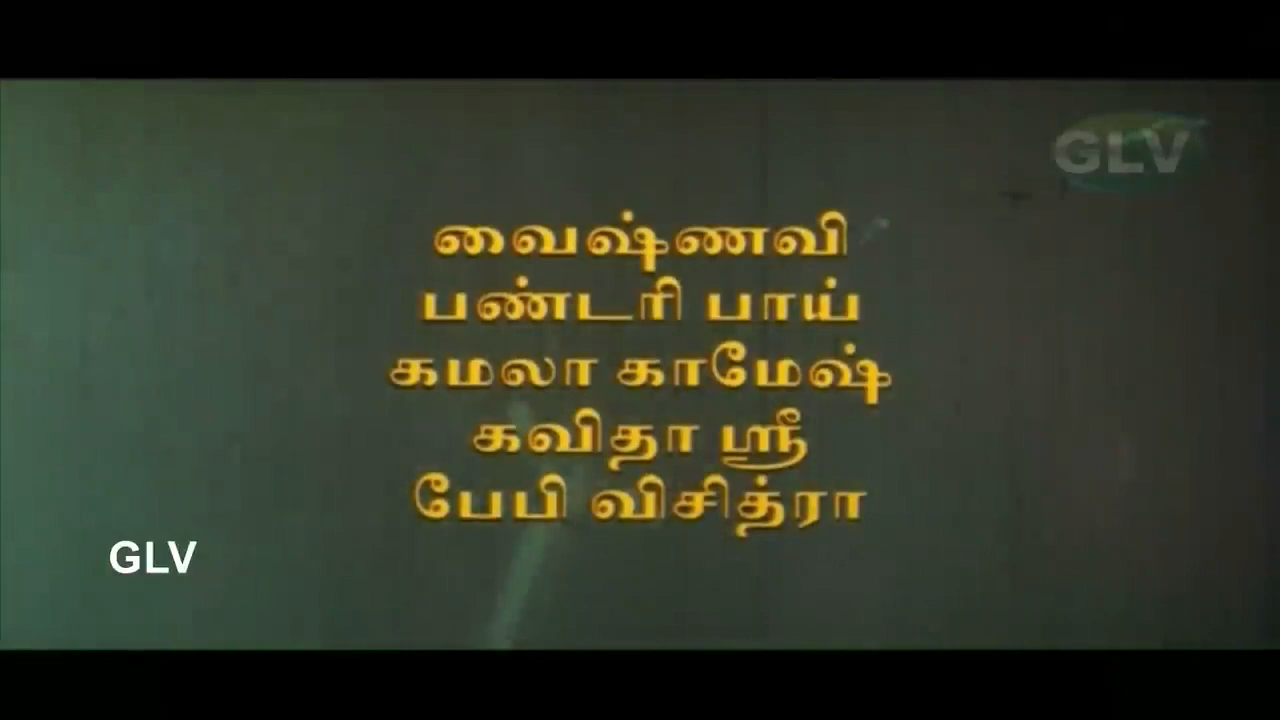 GLV
வைஷ்ணவி
பண்டரி பாய்
கமலா காமேஷ்
கவிதா ஸ்ரீ
பேபி விசித்ரா
GLV